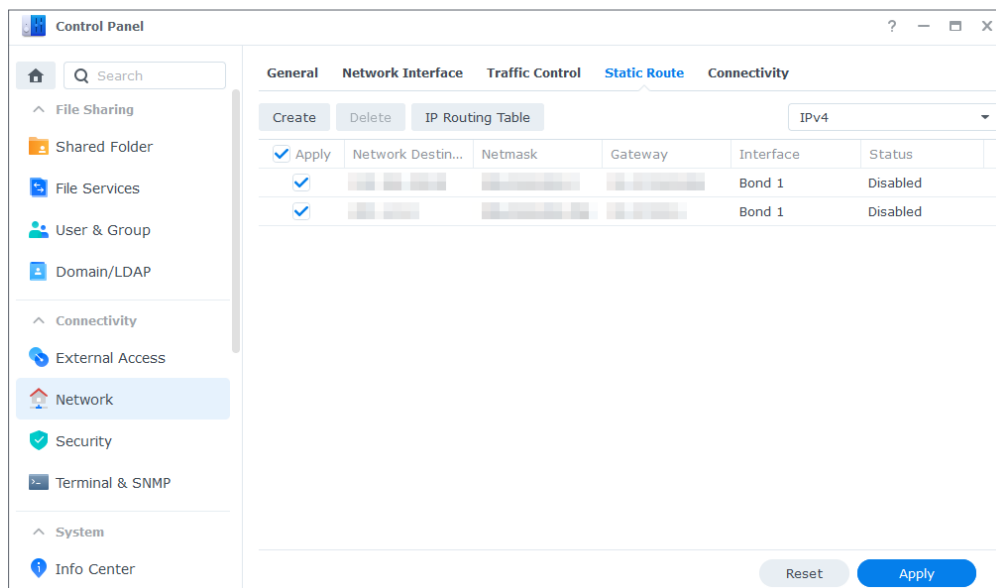 Control Panel
?
Search
File Sharing
Shared Folder
File Services
User & Group
Domain/LDAP
Connectivity
External Access
Network
Security
Terminal & SNMP
System
Info Center
General Network Interface Traffic Control Static Route Connectivity
Create Delete IP Routing Table IPv4
Apply Network Destin... Netmask Gateway Interface Status
Bond 1 Disabled
Bond 1 Disabled
Reset Apply